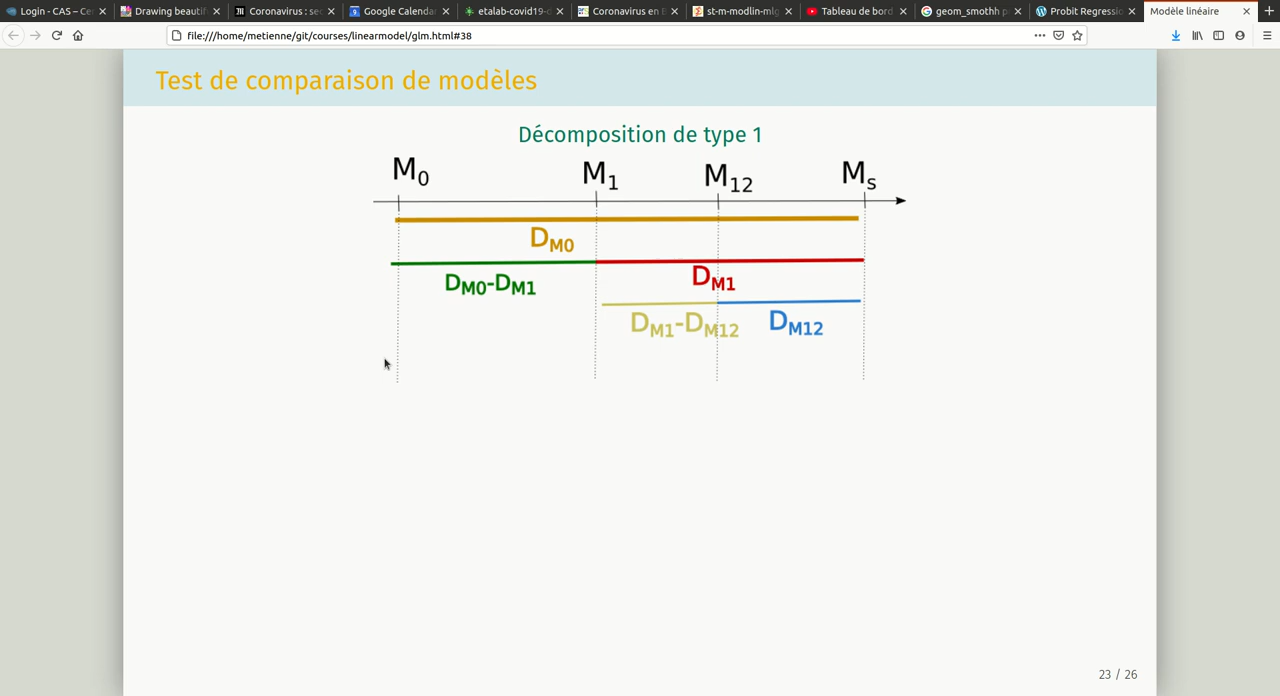 Login - CAS – Ce
Drawing beautif
Coronavirus : se
Google Calenda
etalab-covid19-d
Coronavirus en
st-m-modlin-mlg
Tableau de bord
geom_smothh p
Probit Regressi
Modèle linéaire
file:///home/metienne/git/courses/linearmodel/glm.html#38
Test de comparaison de modèles
Décomposition de type 1
M0 M1 M12 Ms
DM0
DM0-DM1 DM1
DM1-DM12 DM12
23 / 26